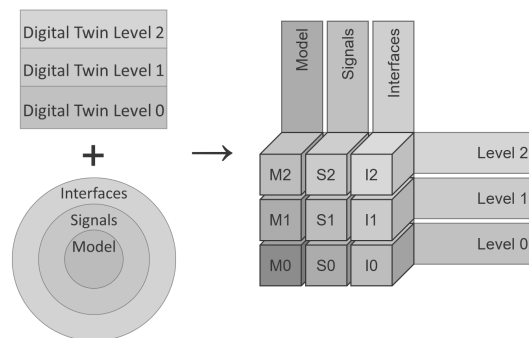 Digital Twin Level 2
Digital Twin Level 1
Digital Twin Level 0
+
Interfaces
Signals
Model
Model
Signals
Interfaces
M2 S2 I2
M1 S1 I1
M0 S0 I0
Level 2
Level 1
Level 0